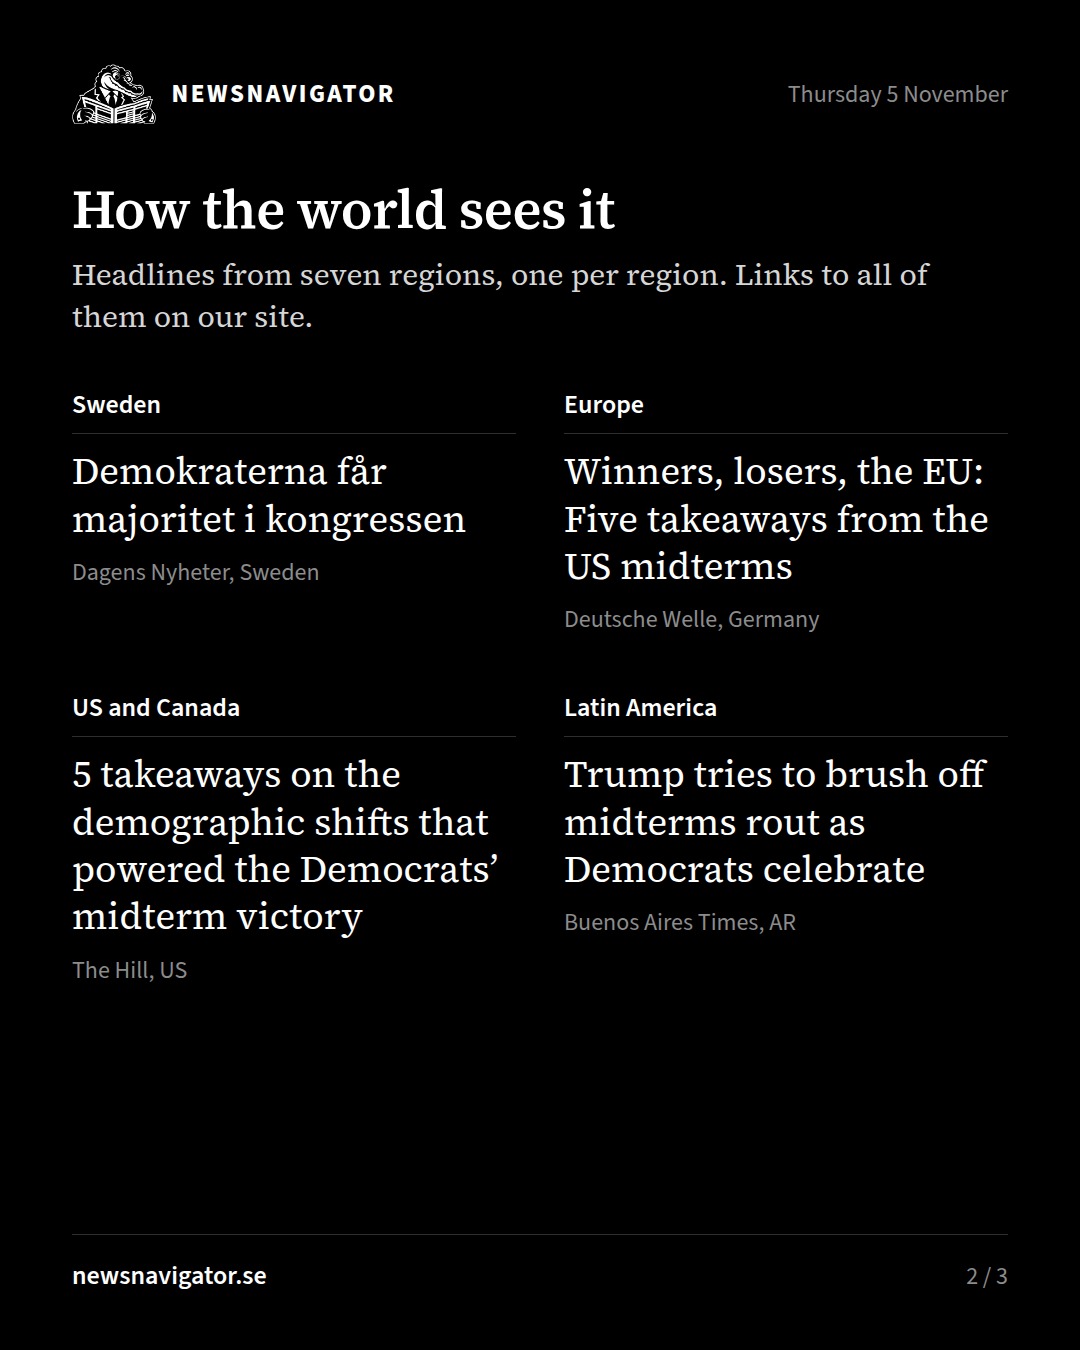 NEWSNAVIGATOR
Thursday 5 November
How the world sees it
Headlines from seven regions, one per region. Links to all of
them on our site.
Sweden
Demokraterna får
majoritet i kongressen
Dagens Nyheter, Sweden
Europe
Winners, losers, the EU:
Five takeaways from the
US midterms
Deutsche Welle, Germany
US and Canada
5 takeaways on the
demographic shifts that
powered the Democrats’
midterm victory
The Hill, US
Latin America
Trump tries to brush off
midterms rout as
Democrats celebrate
Buenos Aires Times, AR
newsnavigator.se
2 / 3